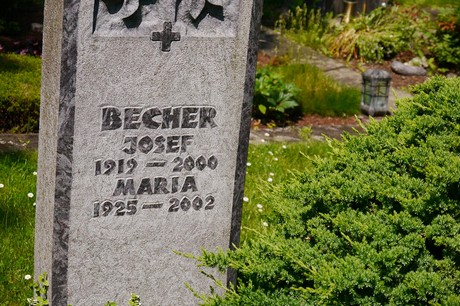 BECHER
JOSEF
1919 – 2000
MARIA
1925 – 2002